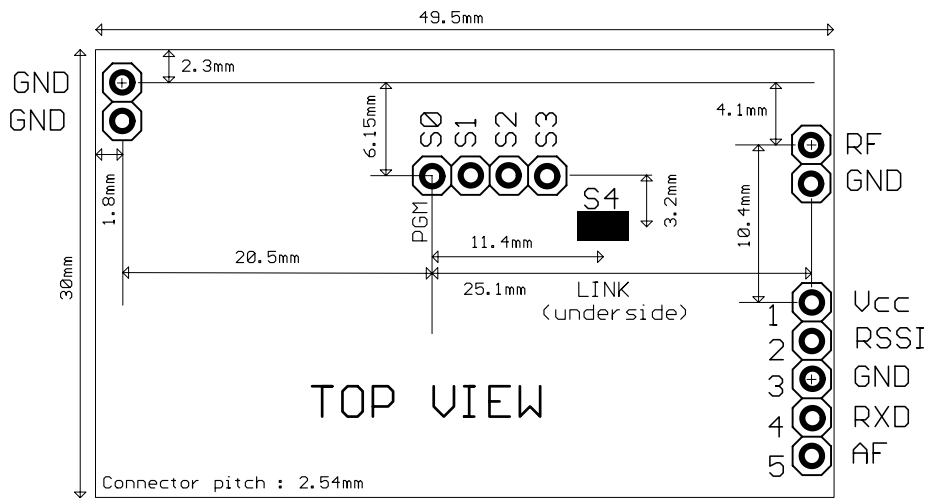 49.5mm
2.3mm
GND
GND
6.15mm
S0
S1
S2
S3
4.1mm
RF
GND
1.8mm
PGM
S4
3.2mm
10.4mm
11.4mm
20.5mm
25.1mm
30mm
LINK
(underside)
1
Vcc
2
RSSI
3
GND
TOP VIEW
4
RXD
5
AF
Connector pitch : 2.54mm